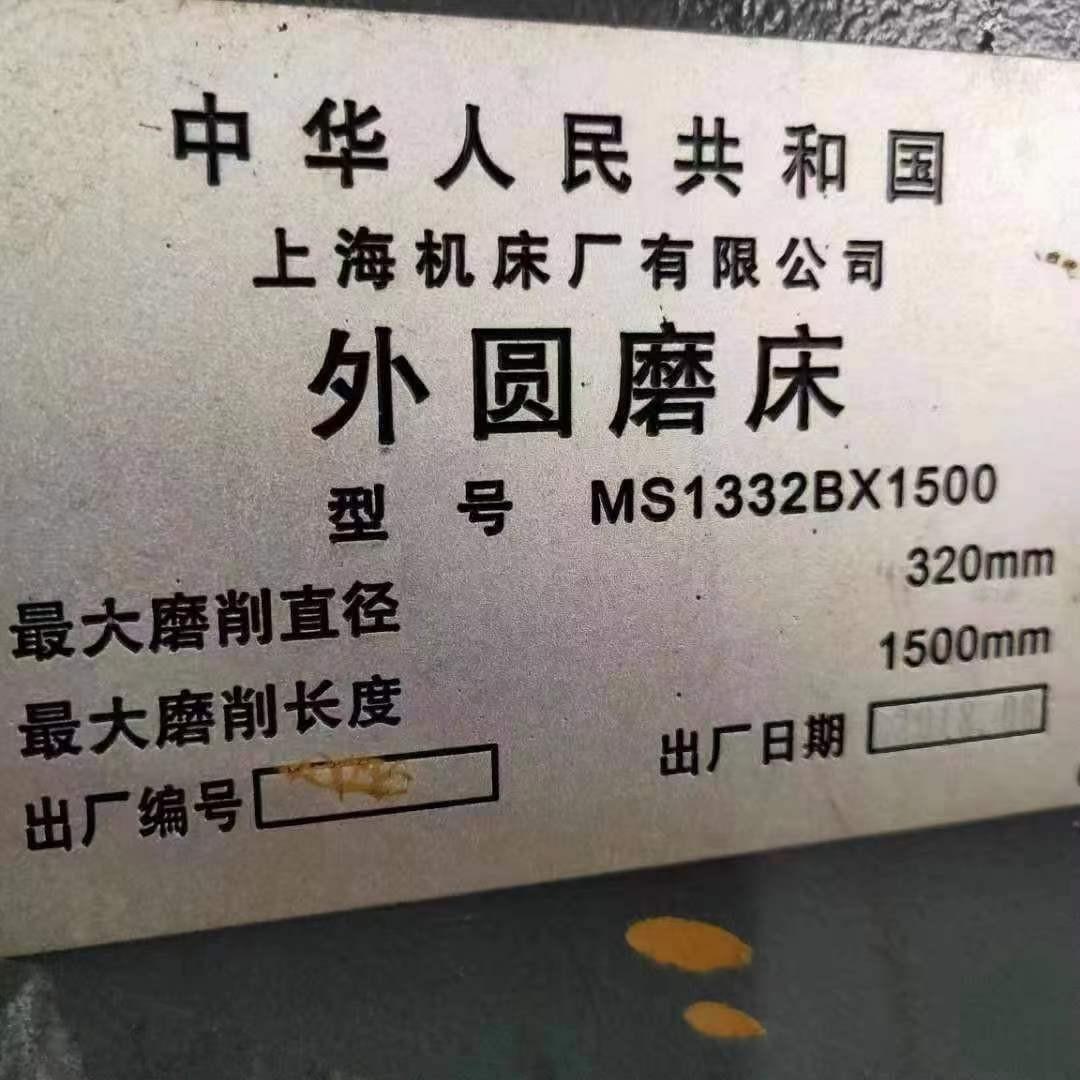 中华人民共和国
上海机床厂有限公司
外圆磨床
型号 MS1332BX1500
最大磨削直径 320mm
最大磨削长度 1500mm
出厂编号 出厂日期